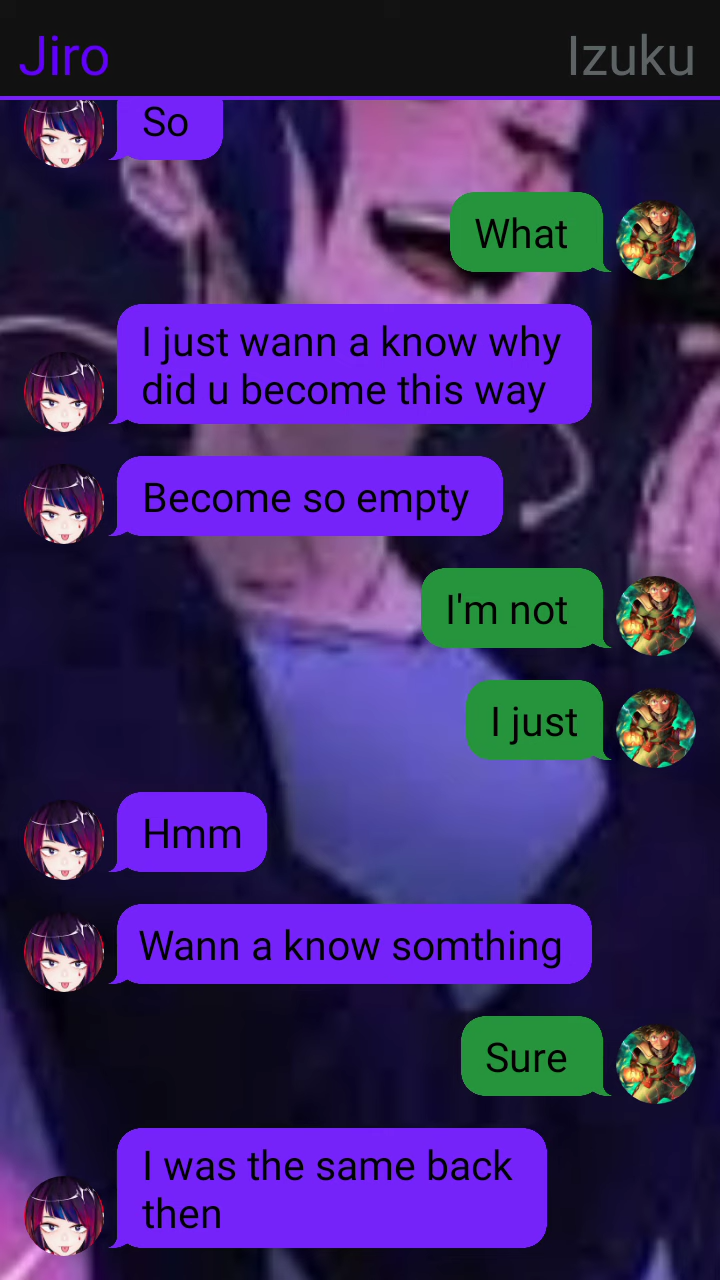 Jiro
Izuku
So
What
I just wann a know why
did u become this way
Become so empty
I'm not
I just
Hmm
Wann a know somthing
Sure
I was the same back
then